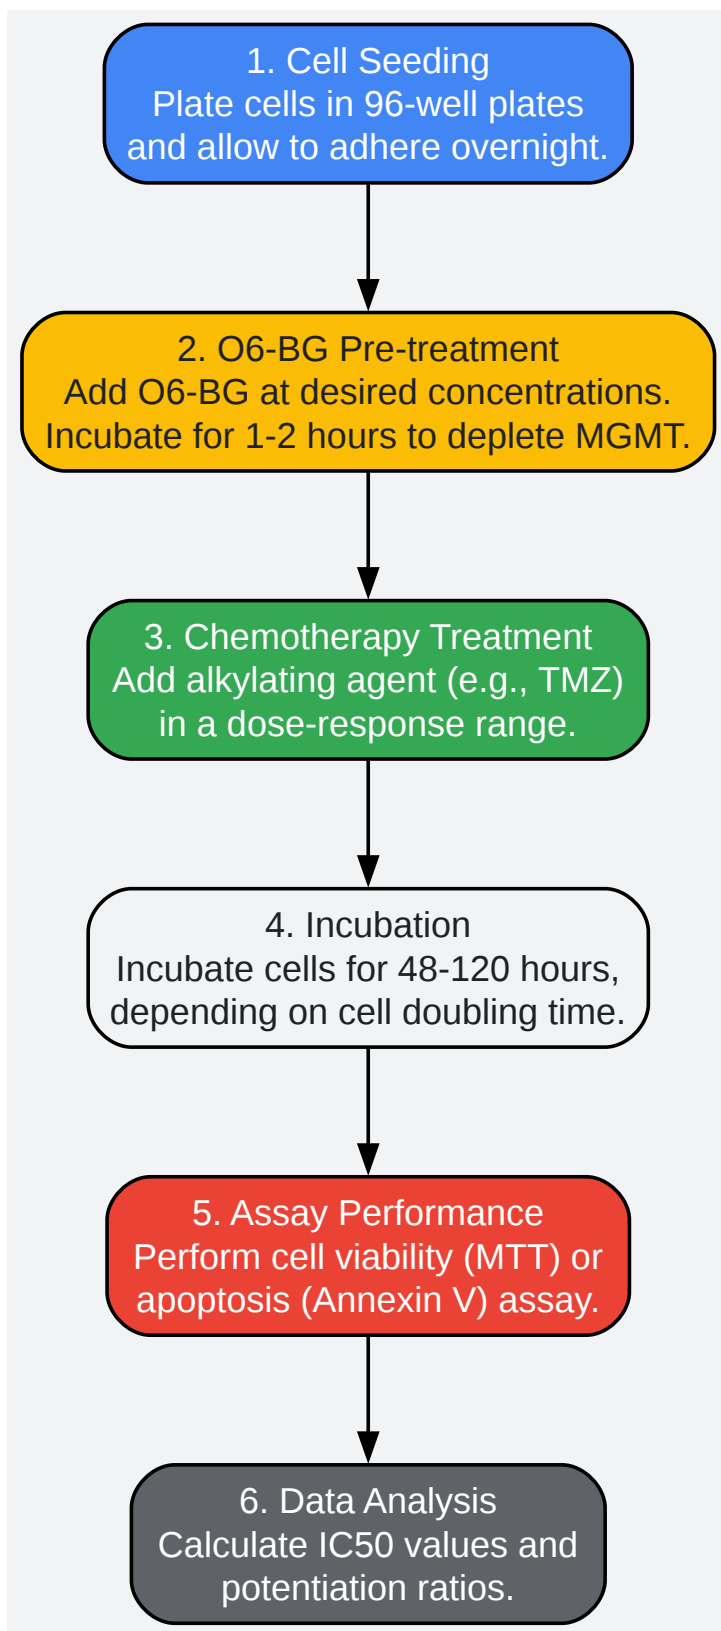 1. Cell Seeding
Plate cells in 96-well plates
and allow to adhere overnight.
2. O6-BG Pre-treatment
Add O6-BG at desired concentrations.
Incubate for 1-2 hours to deplete MGMT.
3. Chemotherapy Treatment
Add alkylating agent (e.g., TMZ)
in a dose-response range.
4. Incubation
Incubate cells for 48-120 hours,
depending on cell doubling time.
5. Assay Performance
Perform cell viability (MTT) or
apoptosis (Annexin V) assay.
6. Data Analysis
Calculate IC50 values and
potentiation ratios.